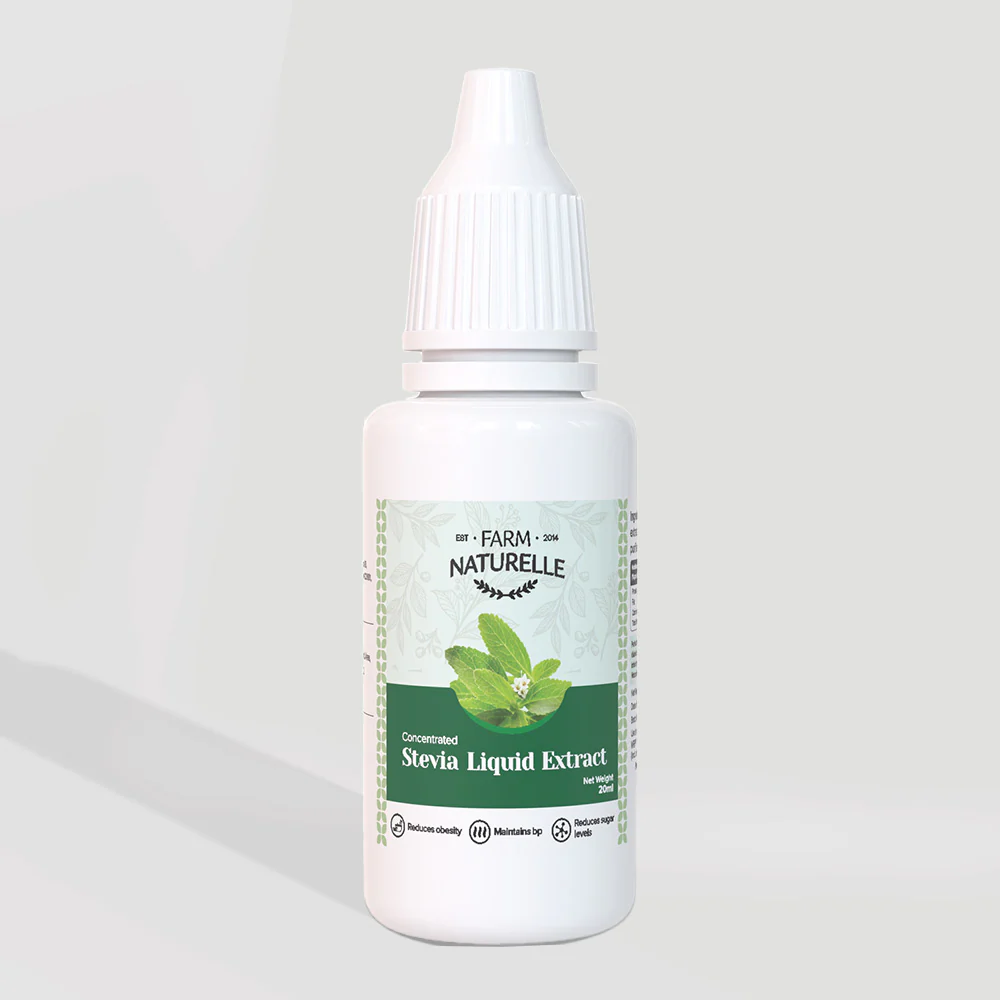 EST • FARM • 2014
NATURELLE
Concentrated
Stevia Liquid Extract
Net Weight
20ml
Reduces obesity
Maintains bp
Reduces sugar
levels